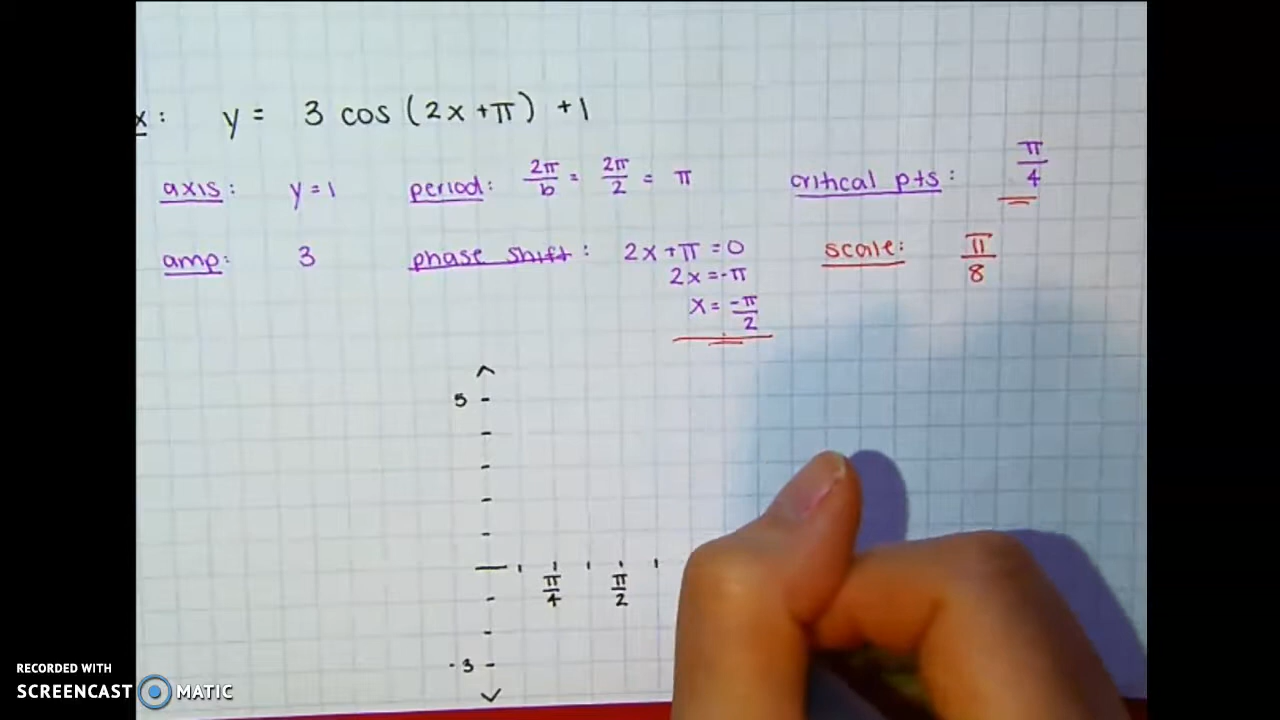 x: y = 3 cos (2x + π) + 1
axis: y = 1 period: 2π/b = 2π/2 = π critical pts: π/4
amp: 3 phase shift: 2x + π = 0 scale: π/8
2x = -π
x = -π/2
5
π/4 π/2
-3
RECORDED WITH
SCREENCAST MATIC